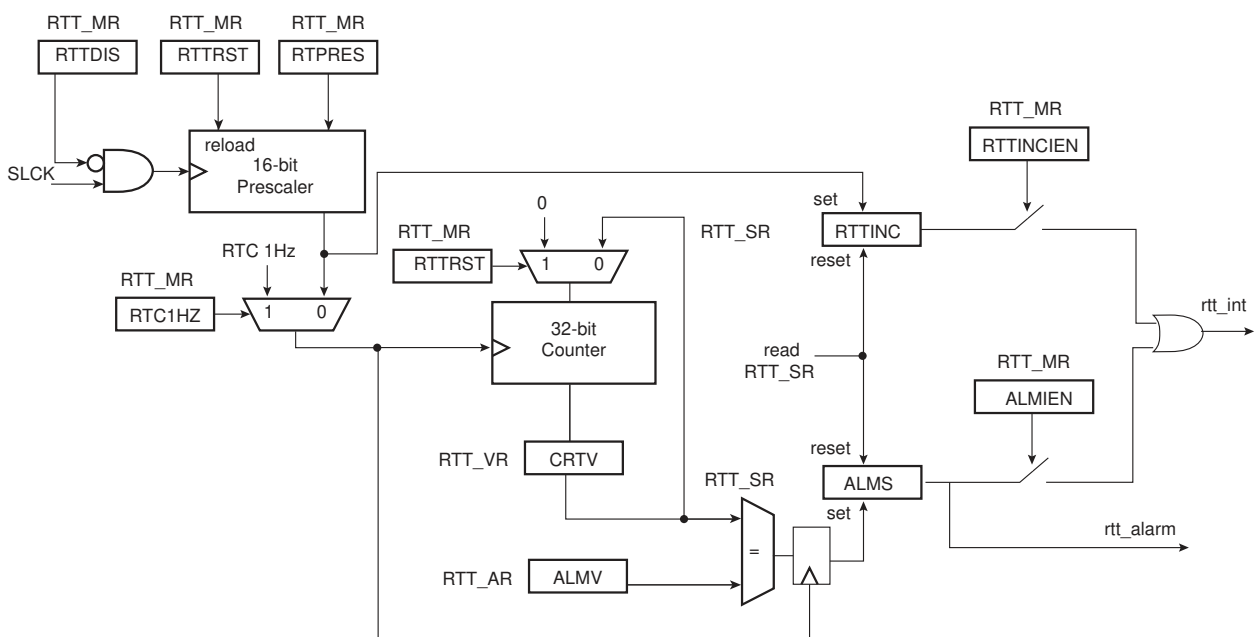 RTT_MR RTT_MR RTT_MR
RTTDIS RTTRST RTPRES
RTT_MR
reload
RTTINCIEN
16-bit
Prescaler
SLCK
set
0
RTT_MR RTT_SR RTTINC
RTC 1Hz
RTTRST 1 0 reset
RTT_MR
RTC1HZ 1 0
rtt_int
32-bit
Counter
read
RTT_SR
RTT_MR
ALMIEN
reset
RTT_VR CRTV
RTT_SR ALMS
set
rtt_alarm
=
RTT_AR ALMV